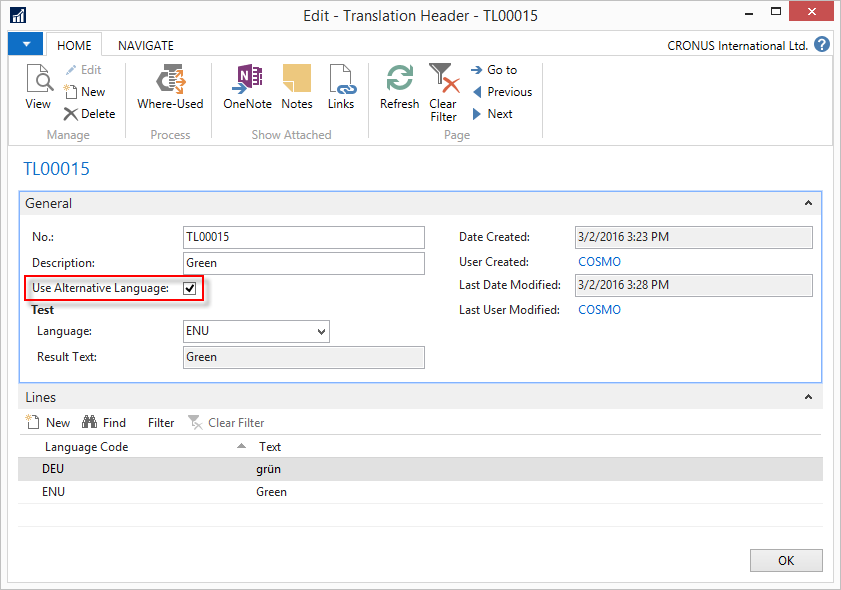 Edit - Translation Header - TL00015
HOME NAVIGATE CRONUS International Ltd. ?
View Edit New Delete
Where-Used
OneNote Notes Links
Refresh Clear Filter Go to Previous Next
Manage Process Show Attached Page
TL00015
General
No.: TL00015 Date Created: 3/2/2016 3:23 PM
Description: Green User Created: COSMO
Use Alternative Language: Last Date Modified: 3/2/2016 3:28 PM
Test Last User Modified: COSMO
Language: ENU
Result Text: Green
Lines
New Find Filter Clear Filter
Language Code Text
DEU grün
ENU Green
OK